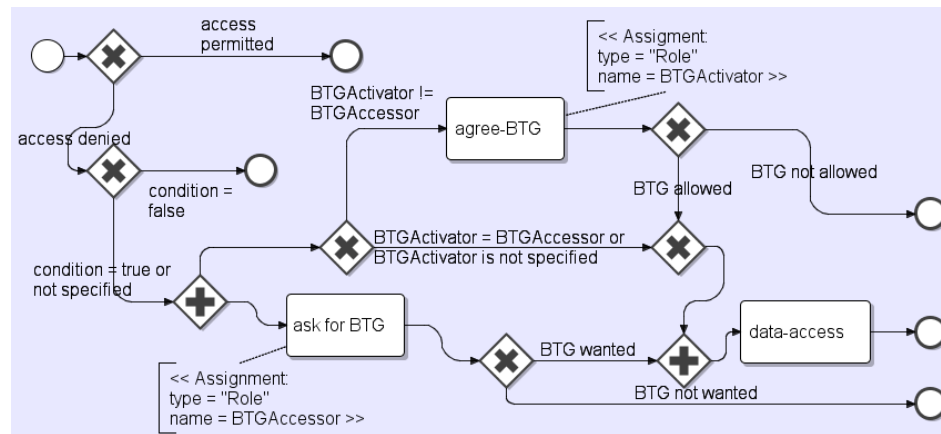 access
permitted
<< Assigment:
type = "Role"
name = BTGActivator >>
BTGActivator !=
BTGAccessor
agree-BTG
access denied
BTG not allowed
condition =
false
BTG allowed
BTGActivator = BTGAccessor or
BTGActivator is not specified
condition = true or
not specified
ask for BTG
data-access
BTG wanted
<< Assignment:
type = "Role"
name = BTGAccessor >>
BTG not wanted